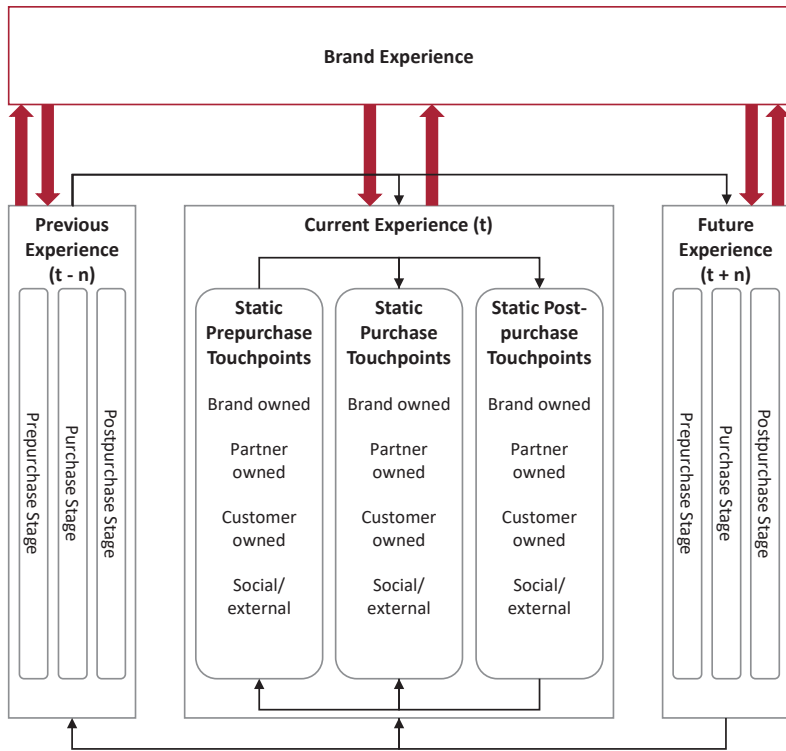 Brand Experience
Previous
Experience
(t - n)
Prepurchase Stage
Purchase Stage
Postpurchase Stage
Current Experience (t)
Static
Prepurchase
Touchpoints
Brand owned
Partner
owned
Customer
owned
Social/
external
Static
Purchase
Touchpoints
Brand owned
Partner
owned
Customer
owned
Social/
external
Static Post-
purchase
Touchpoints
Brand owned
Partner
owned
Customer
owned
Social/
external
Future
Experience
(t + n)
Prepurchase Stage
Purchase Stage
Postpurchase Stage